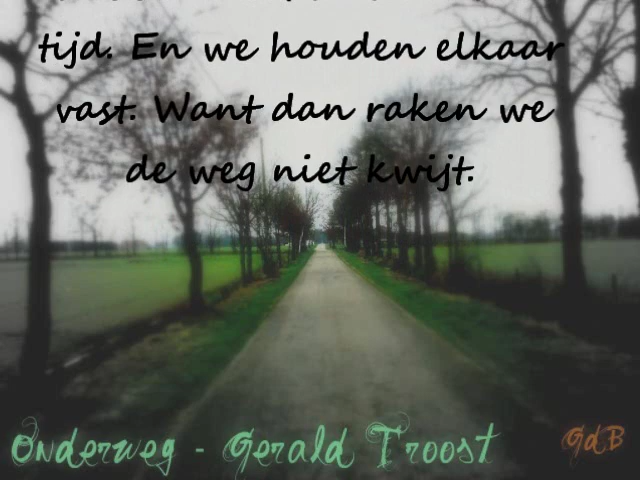 tijd. En we houden elkaar
vast. Want dan raken we
de weg niet kwijt.
Onderweg - Gerald Troost
GdB